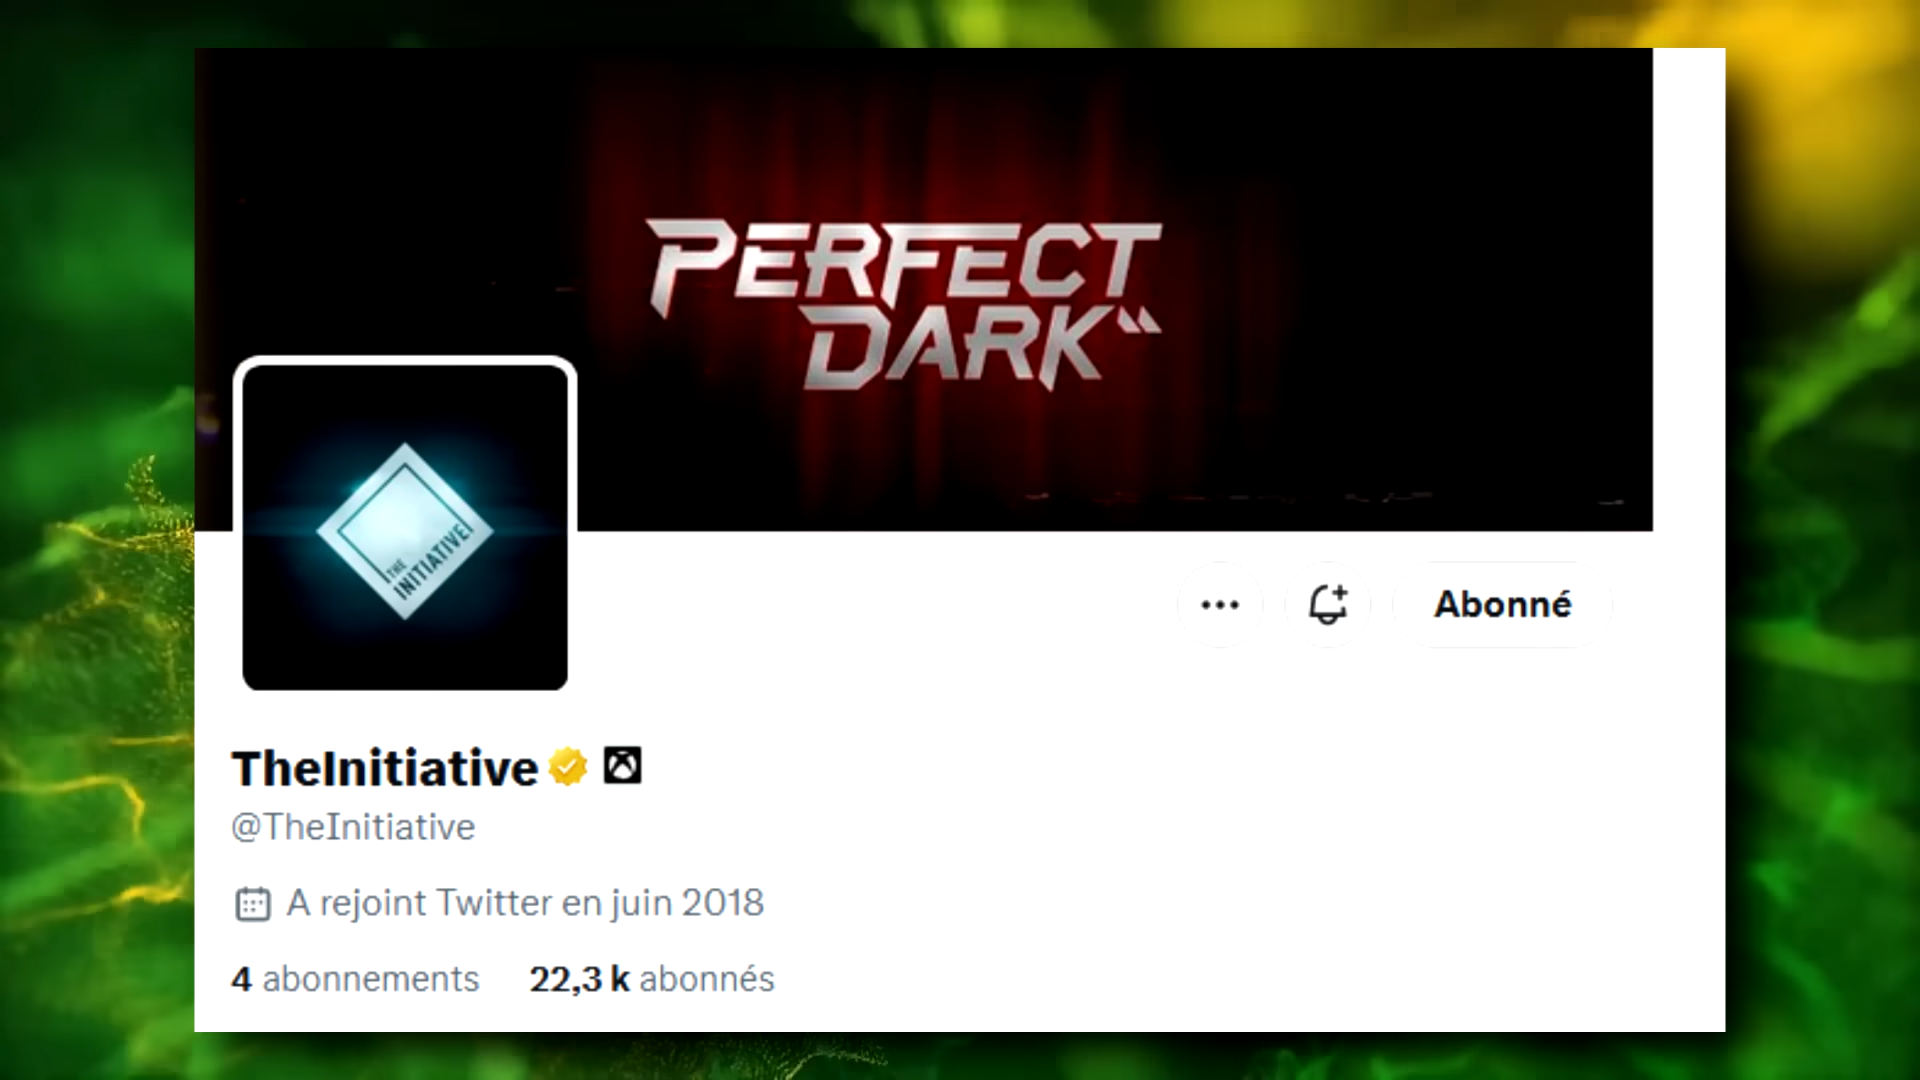 PERFECT
DARK
THE
INITIATIVE
Abonné
TheInitiative
@TheInitiative
A rejoint Twitter en juin 2018
4 abonnements 22,3 k abonnés